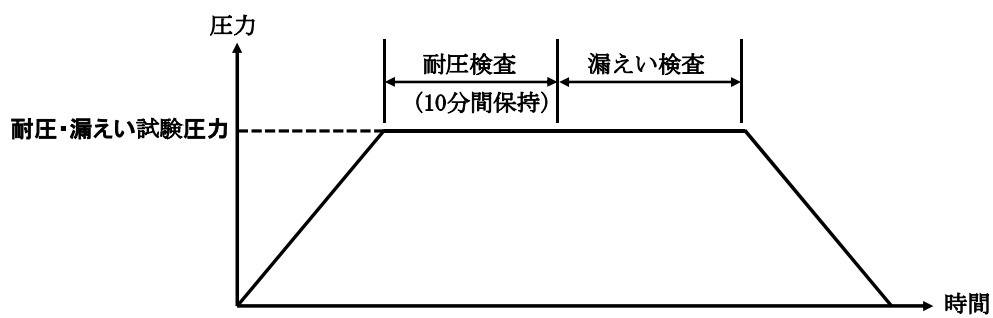 圧力
耐圧検査
漏えい検査
（10分間保持）
耐圧・漏えい試験圧力
時間